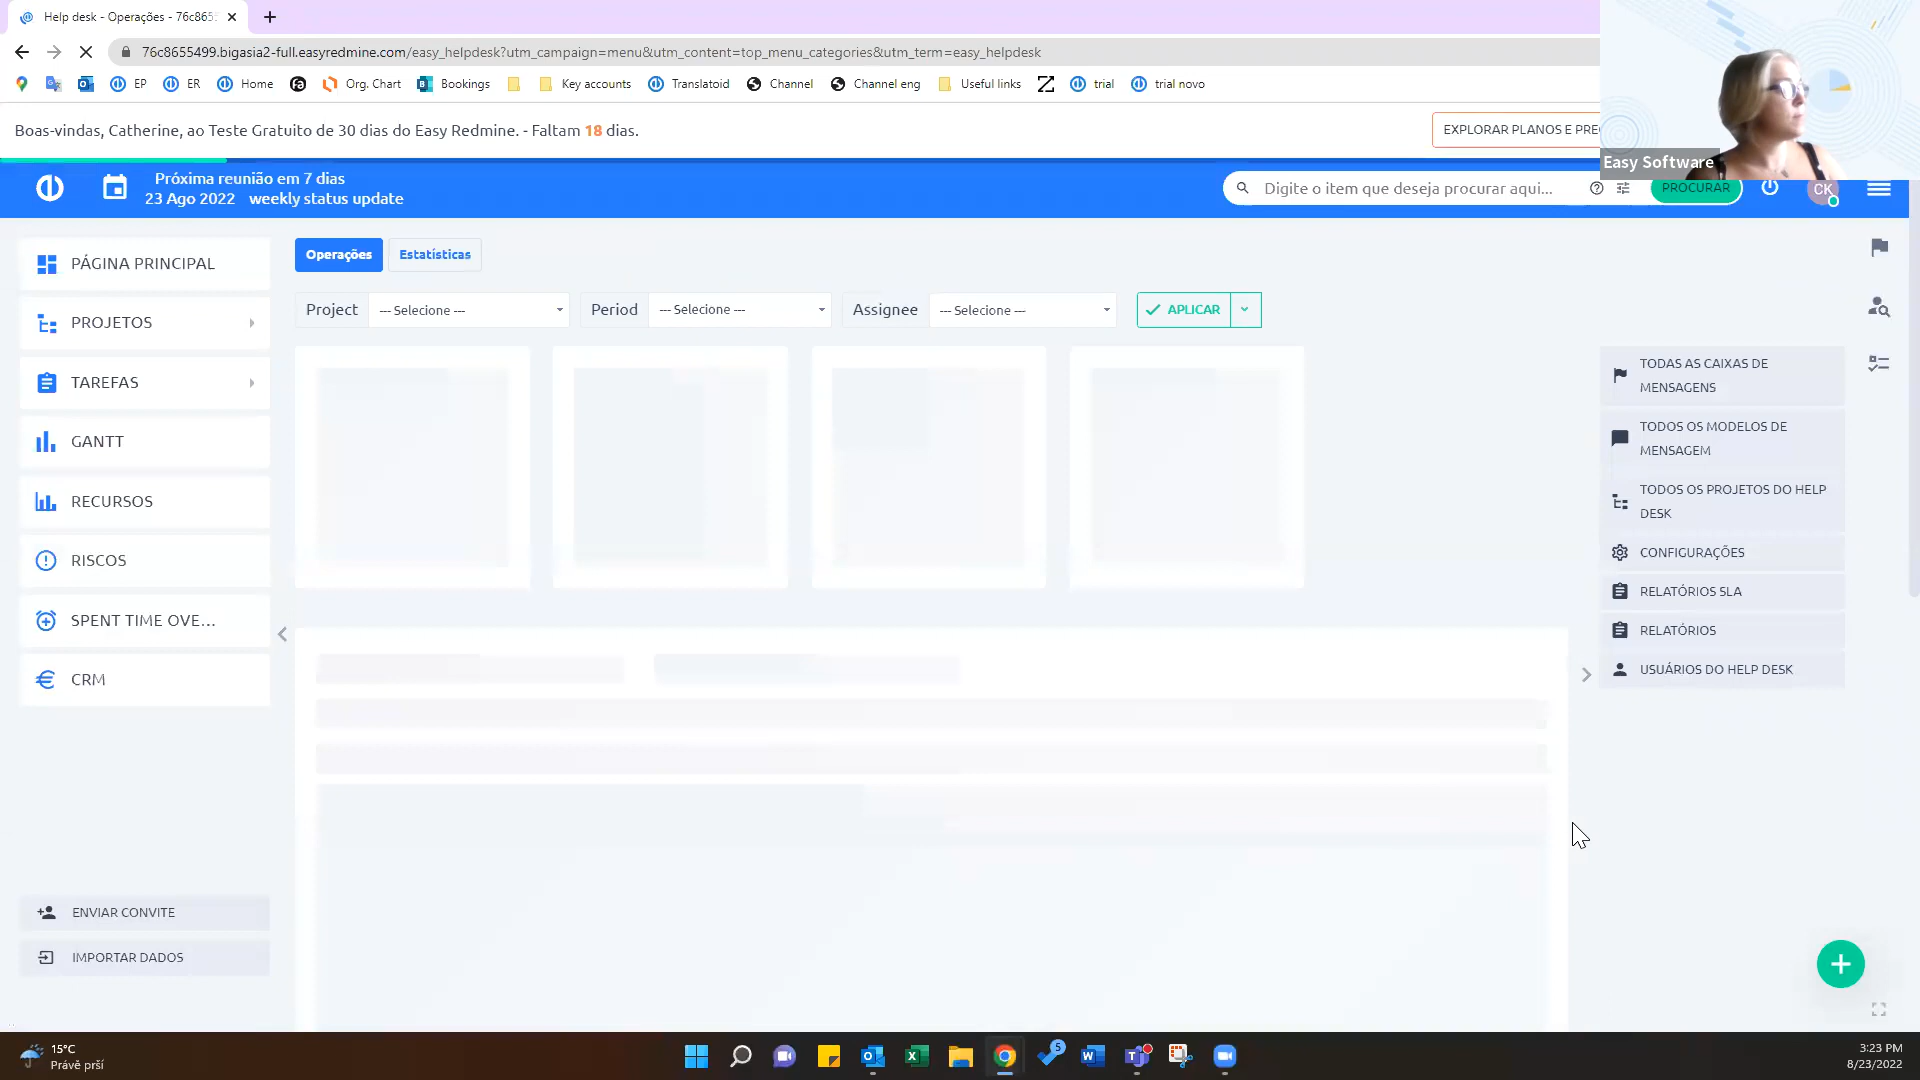 Help desk - Operações - 76c865
76c8655499.bigasia2-full.easyredmine.com/easy_helpdesk?utm_campaign=menu&utm_content=top_menu_categories&utm_term=easy_helpdesk
EP
ER
Home
Org. Chart
Bookings
Key accounts
Translatoid
Channel
Channel eng
Useful links
trial
trial novo
Boas-vindas, Catherine, ao Teste Gratuito de 30 dias do Easy Redmine. - Faltam 18 dias.
EXPLORAR PLANOS E PRE
Easy Software
Próxima reunião em 7 dias
23 Ago 2022 weekly status update
Digite o item que deseja procurar aqui...
PROCURAR
CK
PÁGINA PRINCIPAL
PROJETOS
TAREFAS
GANTT
RECURSOS
RISCOS
SPENT TIME OVE...
CRM
ENVIAR CONVITE
IMPORTAR DADOS
Operações
Estatísticas
Project
--- Selecione ---
Period
--- Selecione ---
Assignee
--- Selecione ---
APLICAR
TODAS AS CAIXAS DE
MENSAGENS
TODOS OS MODELOS DE
MENSAGEM
TODOS OS PROJETOS DO HELP
DESK
CONFIGURAÇÕES
RELATÓRIOS SLA
RELATÓRIOS
USUÁRIOS DO HELP DESK
15°C
Právě prší
5
3:23 PM
8/23/2022